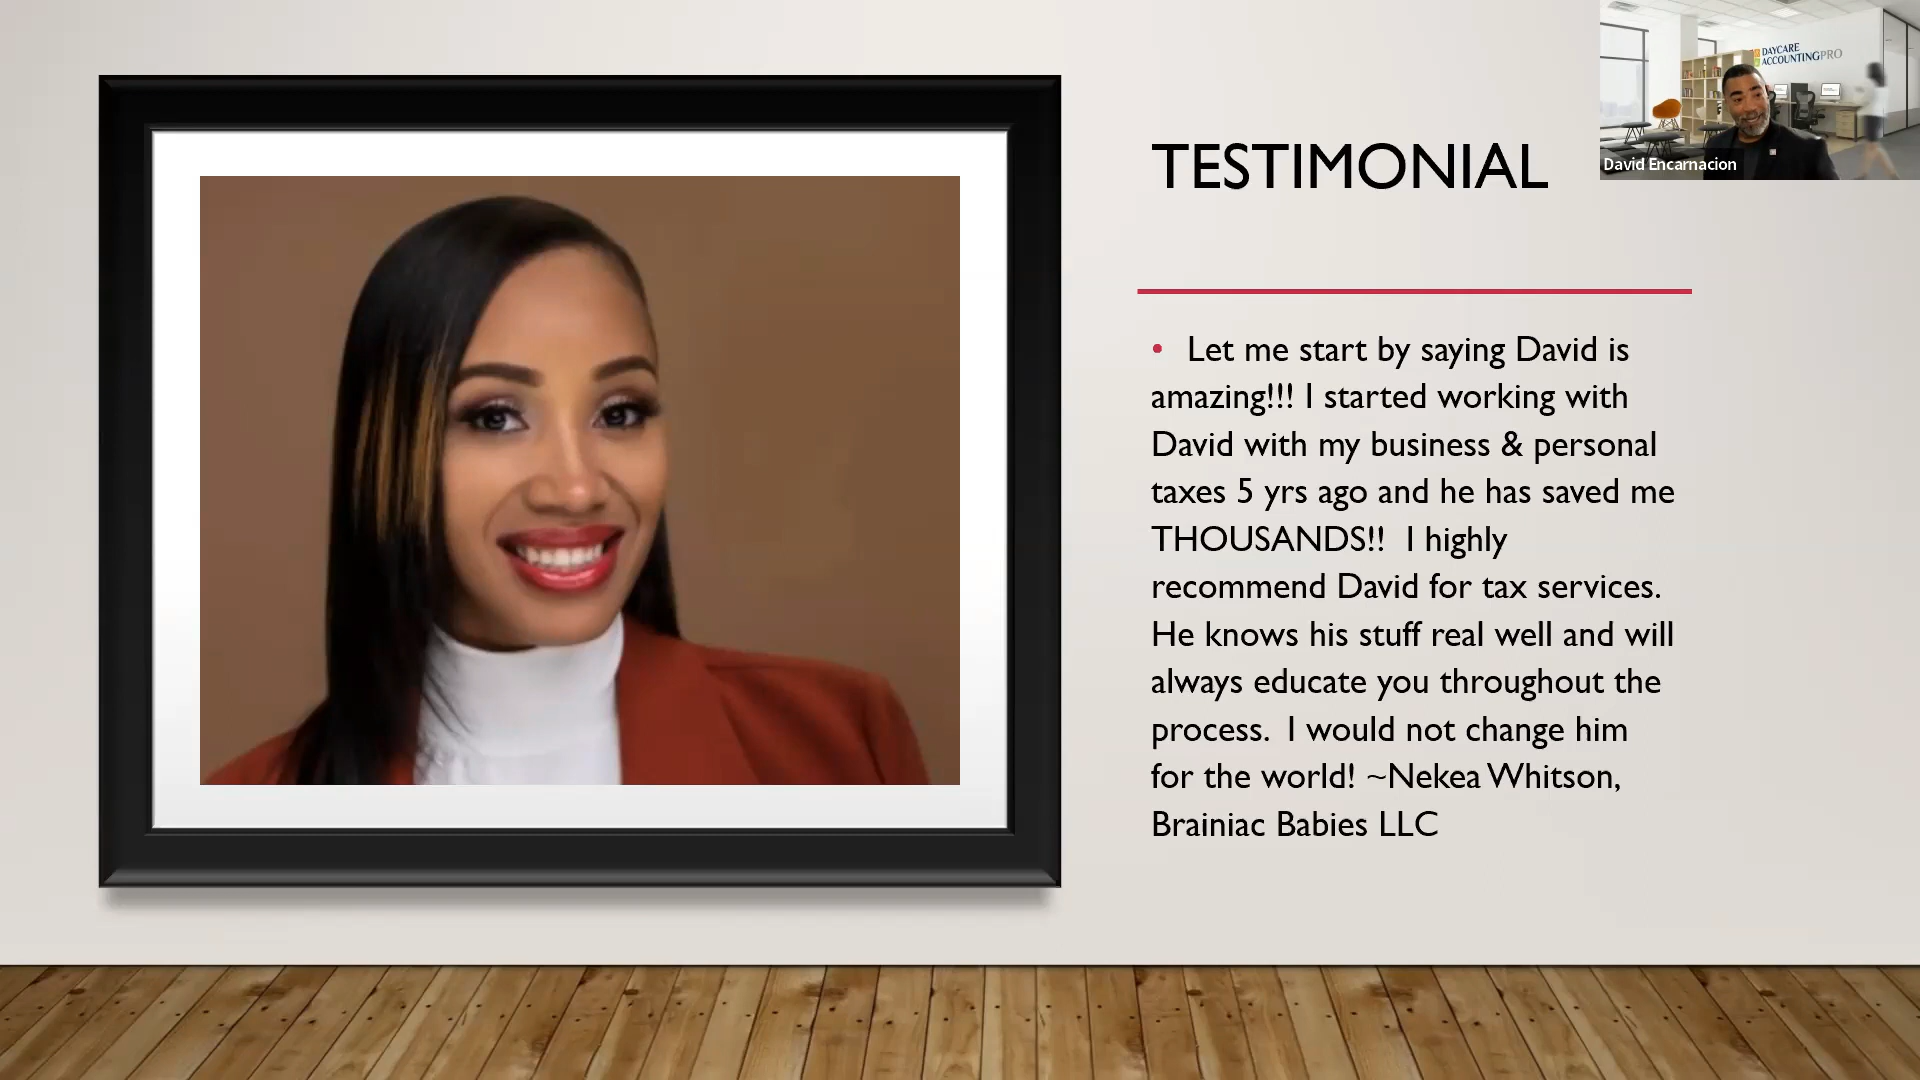 DAYCARE
ACCOUNTINGPRO
David Encarnacion
TESTIMONIAL
• Let me start by saying David is
amazing!!! I started working with
David with my business & personal
taxes 5 yrs ago and he has saved me
THOUSANDS!!  I highly
recommend David for tax services.
He knows his stuff real well and will
always educate you throughout the
process.  I would not change him
for the world! ~Nekea Whitson,
Brainiac Babies LLC